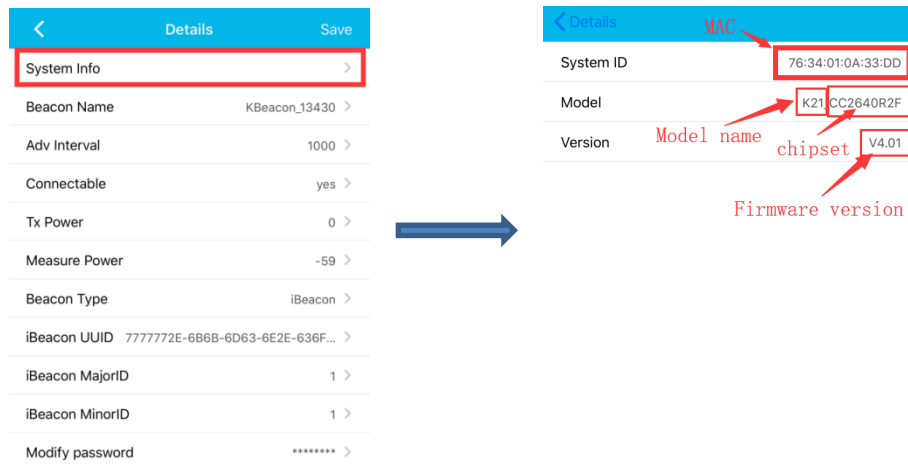 Details Save
System Info
Beacon Name KBeacon_13430
Adv Interval 1000
Connectable yes
Tx Power 0
Measure Power -59
Beacon Type iBeacon
iBeacon UUID 7777772E-6B6B-6D63-6E2E-636F...
iBeacon MajorID 1
iBeacon MinorID 1
Modify password ********
Details
MAC
System ID 76:34:01:0A:33:DD
Model K21_CC2640R2F
Version V4.01
Model name
chipset
Firmware version